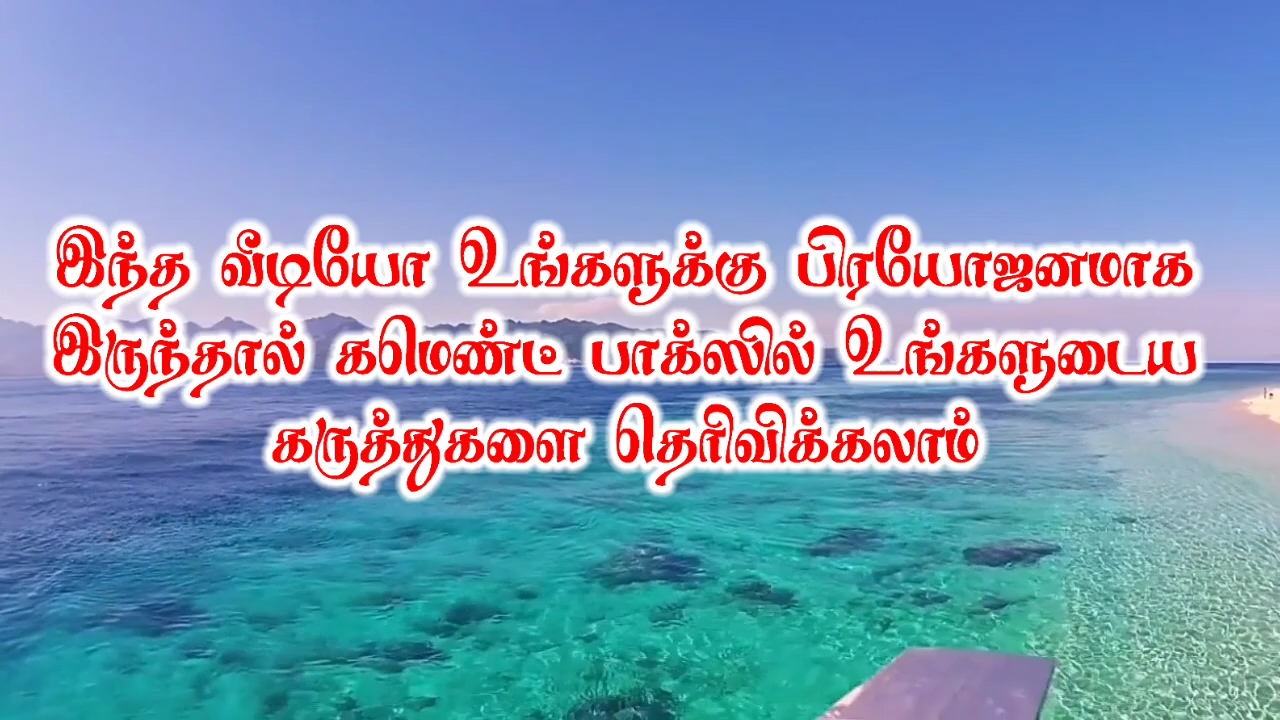 இந்த வீடியோ உங்களுக்கு பிரயோஜனமாக
இருந்தால் கமெண்ட் பாக்ஸில் உங்களுடைய
கருத்துகளை தெரிவிக்கலாம்